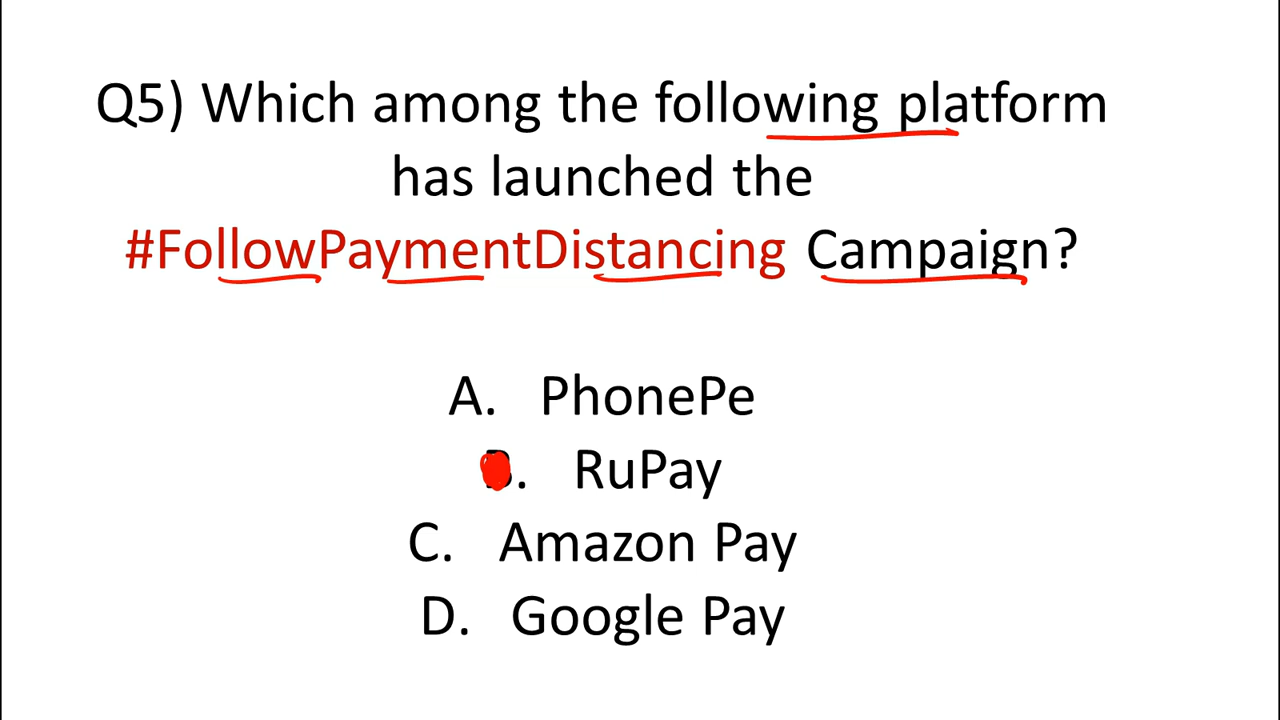 Q5) Which among the following platform
has launched the
#FollowPaymentDistancing Campaign?
A. PhonePe
B. RuPay
C. Amazon Pay
D. Google Pay